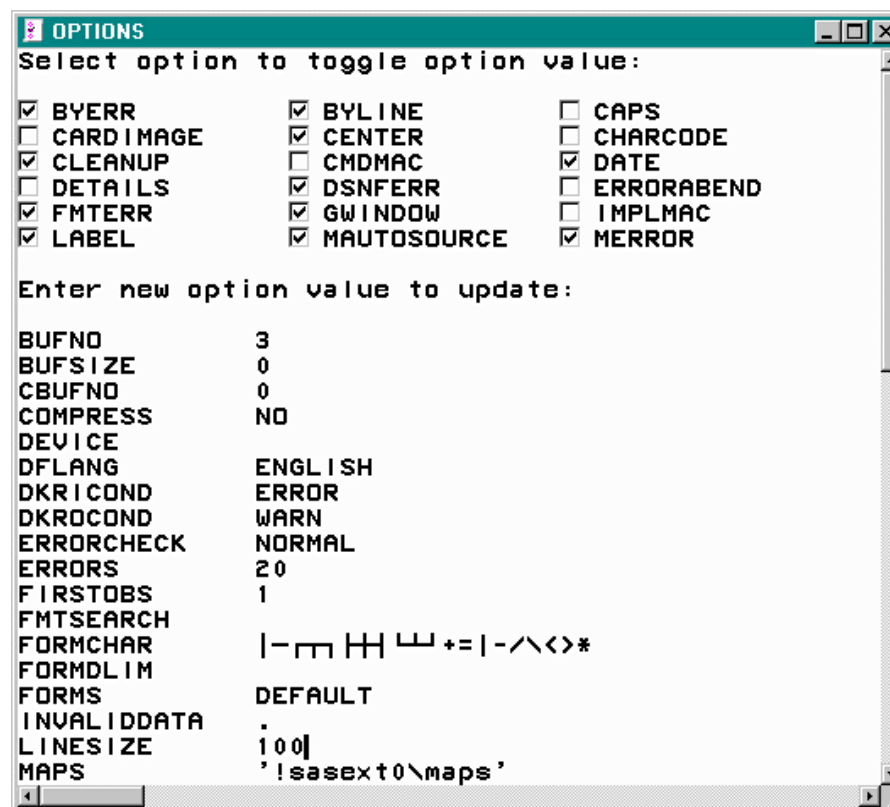 OPTIONS
Select option to toggle option value:
BYERR BYLINE CAPS
CARDIMAGE CENTER CHARCODE
CLEANUP CMDMAC DATE
DETAILS DSNFERR ERRORABEND
FMTERR GWINDOW IMPLMAC
LABEL MAUTOSOURCE MERROR
Enter new option value to update:
BUFNO 3
BUFSIZE 0
CBUFNO 0
COMPRESS NO
DEVICE
DFLANG ENGLISH
DKRICOND ERROR
DKROCOND WARN
ERRORCHECK NORMAL
ERRORS 20
FIRSTOBS 1
FMTSEARCH
FORMCHAR |─┌┬┐├┼┤└┴┘+=|-/\<>*
FORMDLIM
FORMS DEFAULT
INVALIDDATA .
LINESIZE 100
MAPS '!sasext0\maps'